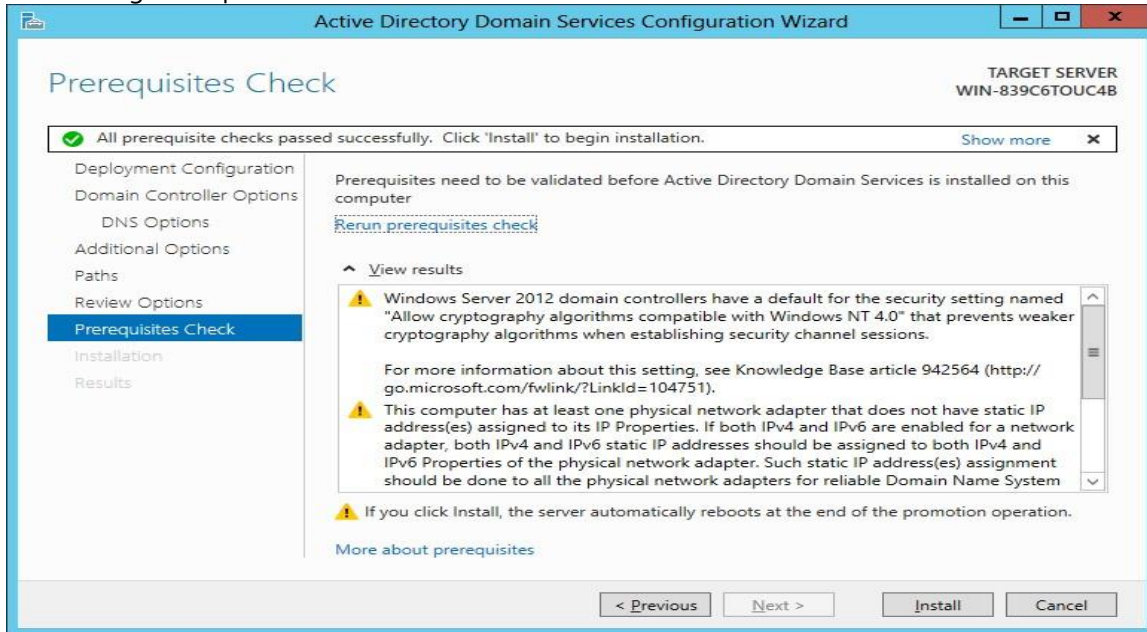 Active Directory Domain Services Configuration Wizard
Prerequisites Check
TARGET SERVER
WIN-839C6TOUC4B
All prerequisite checks passed successfully. Click 'Install' to begin installation.
Show more
Deployment Configuration
Domain Controller Options
DNS Options
Additional Options
Paths
Review Options
Prerequisites Check
Installation
Results
Prerequisites need to be validated before Active Directory Domain Services is installed on this
computer
Rerun prerequisites check
View results
Windows Server 2012 domain controllers have a default for the security setting named
"Allow cryptography algorithms compatible with Windows NT 4.0" that prevents weaker
cryptography algorithms when establishing security channel sessions.
For more information about this setting, see Knowledge Base article 942564 (http://
go.microsoft.com/fwlink/?LinkId=104751).
This computer has at least one physical network adapter that does not have static IP
address(es) assigned to its IP Properties. If both IPv4 and IPv6 are enabled for a network
adapter, both IPv4 and IPv6 static IP addresses should be assigned to both IPv4 and
IPv6 Properties of the physical network adapter. Such static IP address(es) assignment
should be done to all the physical network adapters for reliable Domain Name System
If you click Install, the server automatically reboots at the end of the promotion operation.
More about prerequisites
< Previous
Next >
Install
Cancel